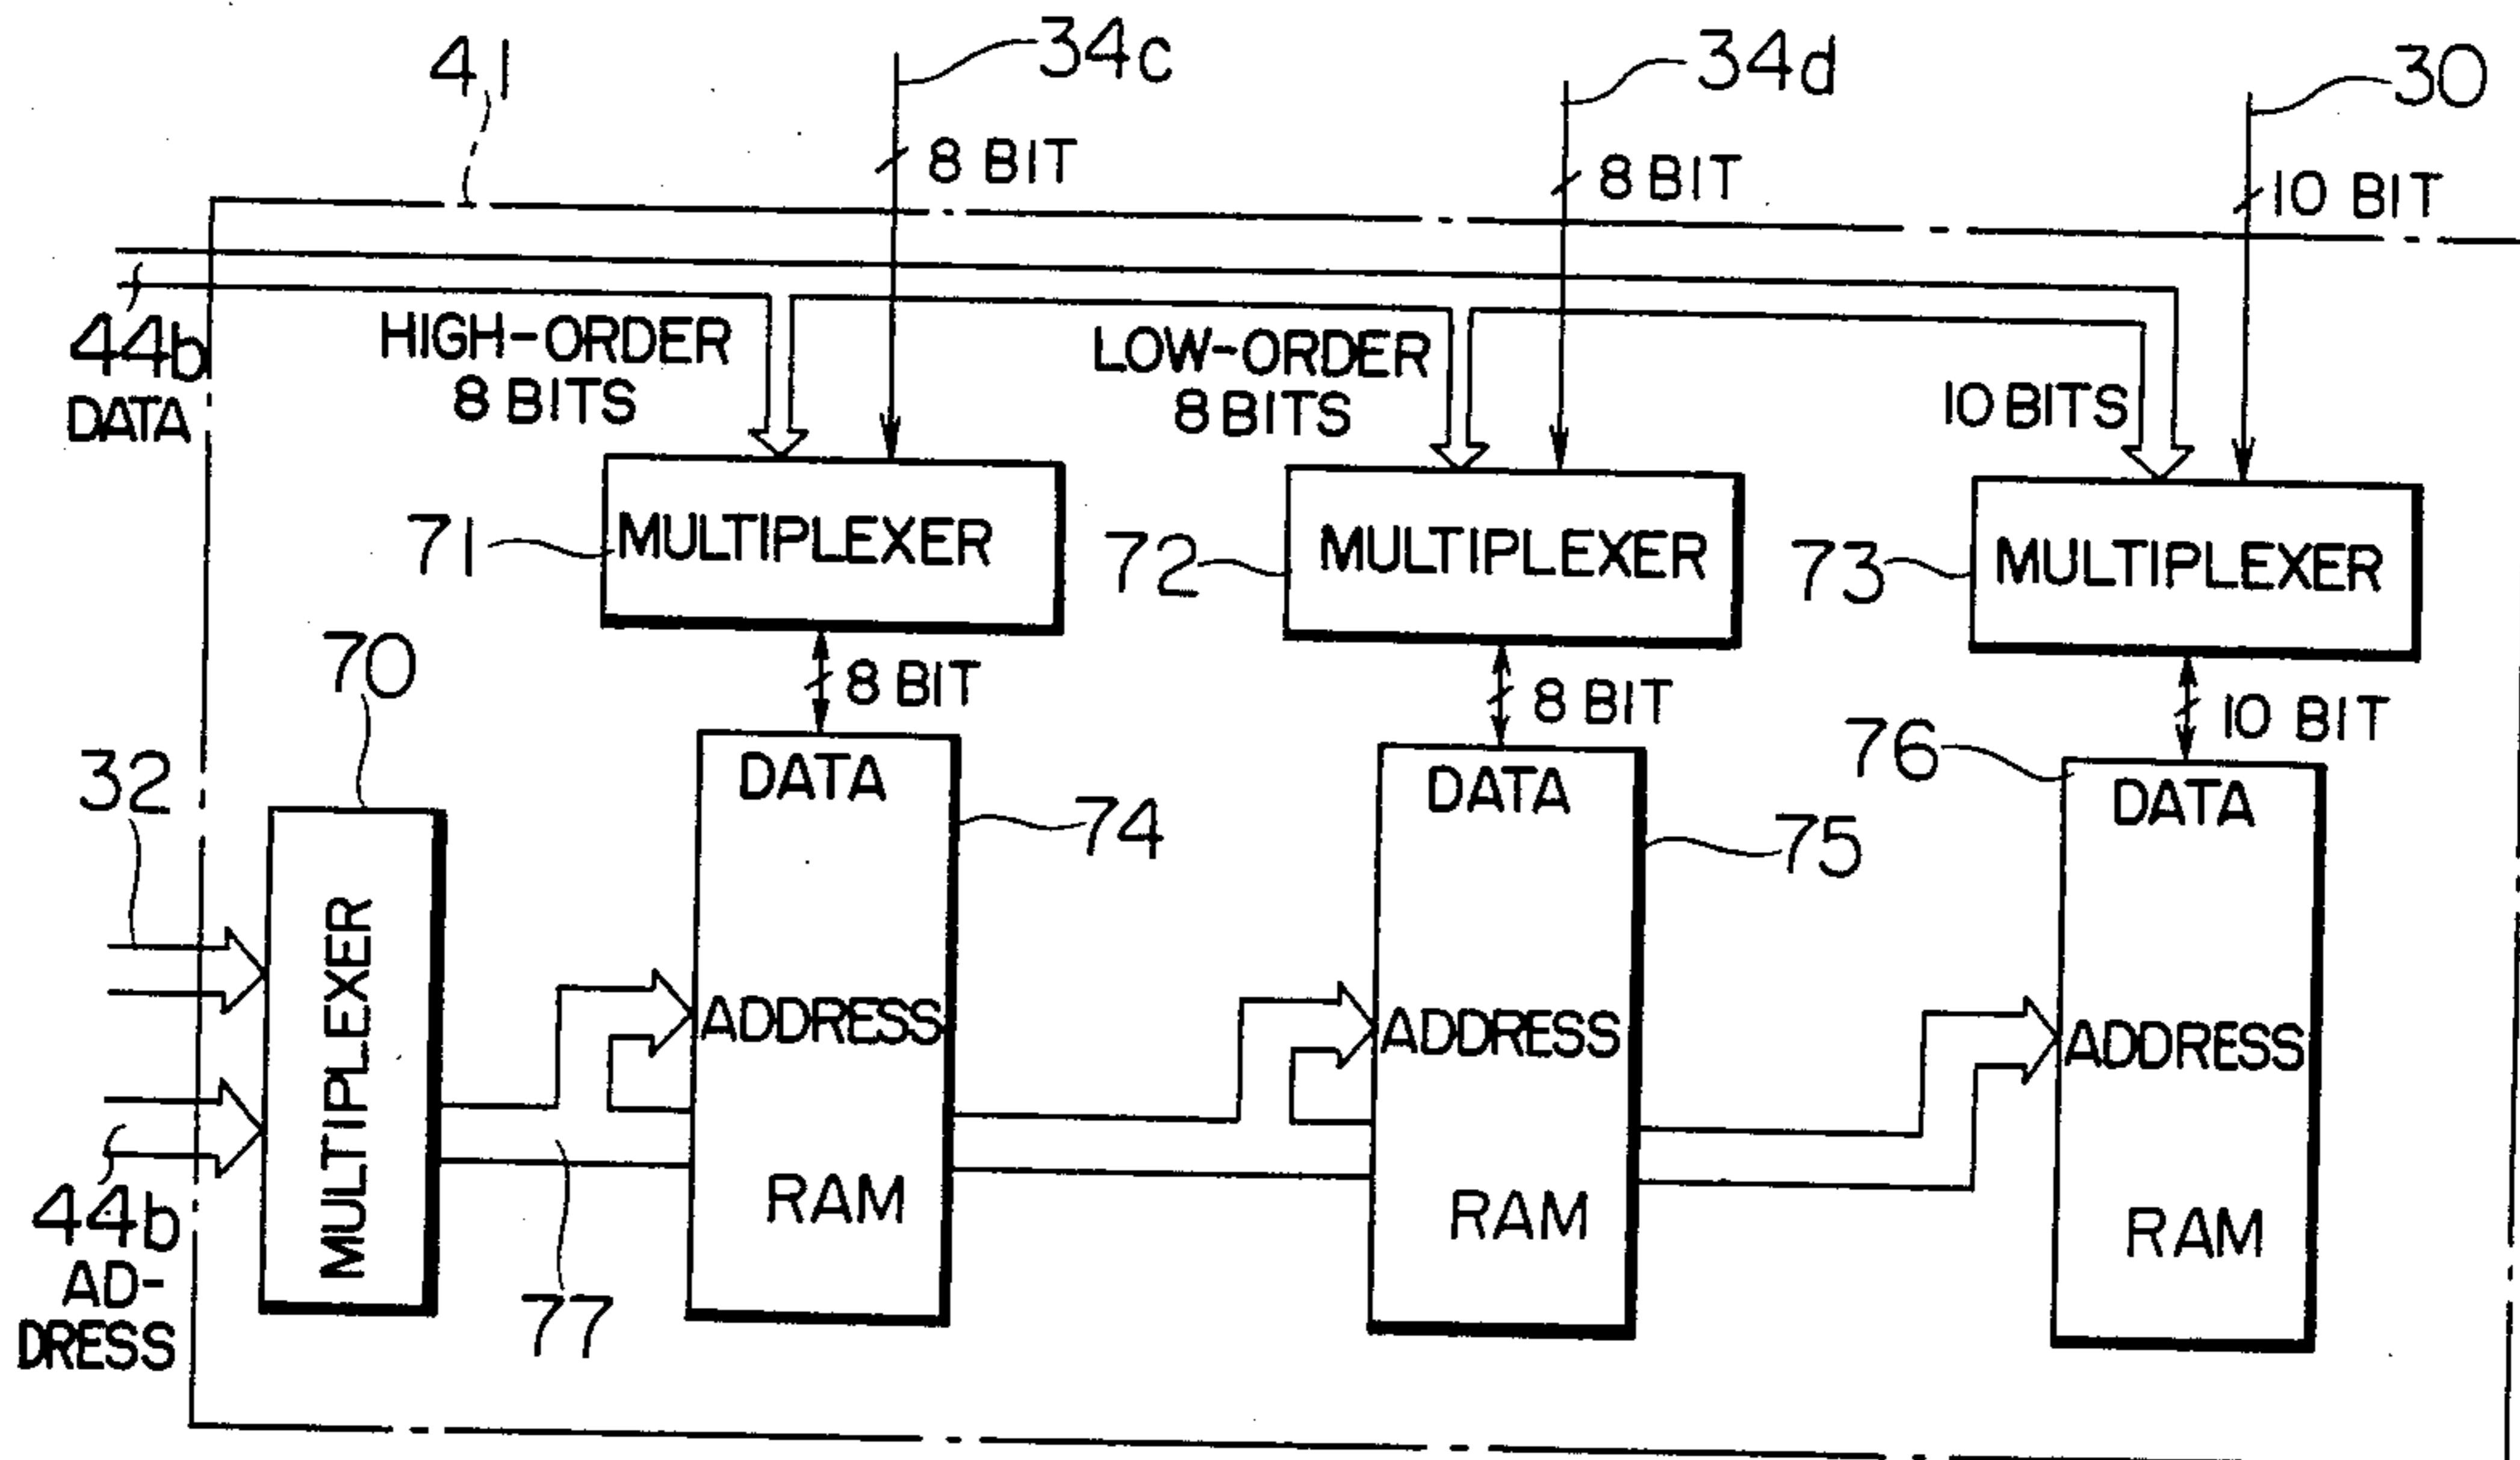 41
34c
34d
30
8 BIT
8 BIT
10 BIT
44b
DATA
HIGH-ORDER
8 BITS
LOW-ORDER
8 BITS
10 BITS
71
MULTIPLEXER
72
MULTIPLEXER
73
MULTIPLEXER
70
8 BIT
8 BIT
10 BIT
32
DATA
74
DATA
75
76
DATA
MULTIPLEXER
ADDRESS
ADDRESS
ADDRESS
44b
AD-
DRESS
77
RAM
RAM
RAM